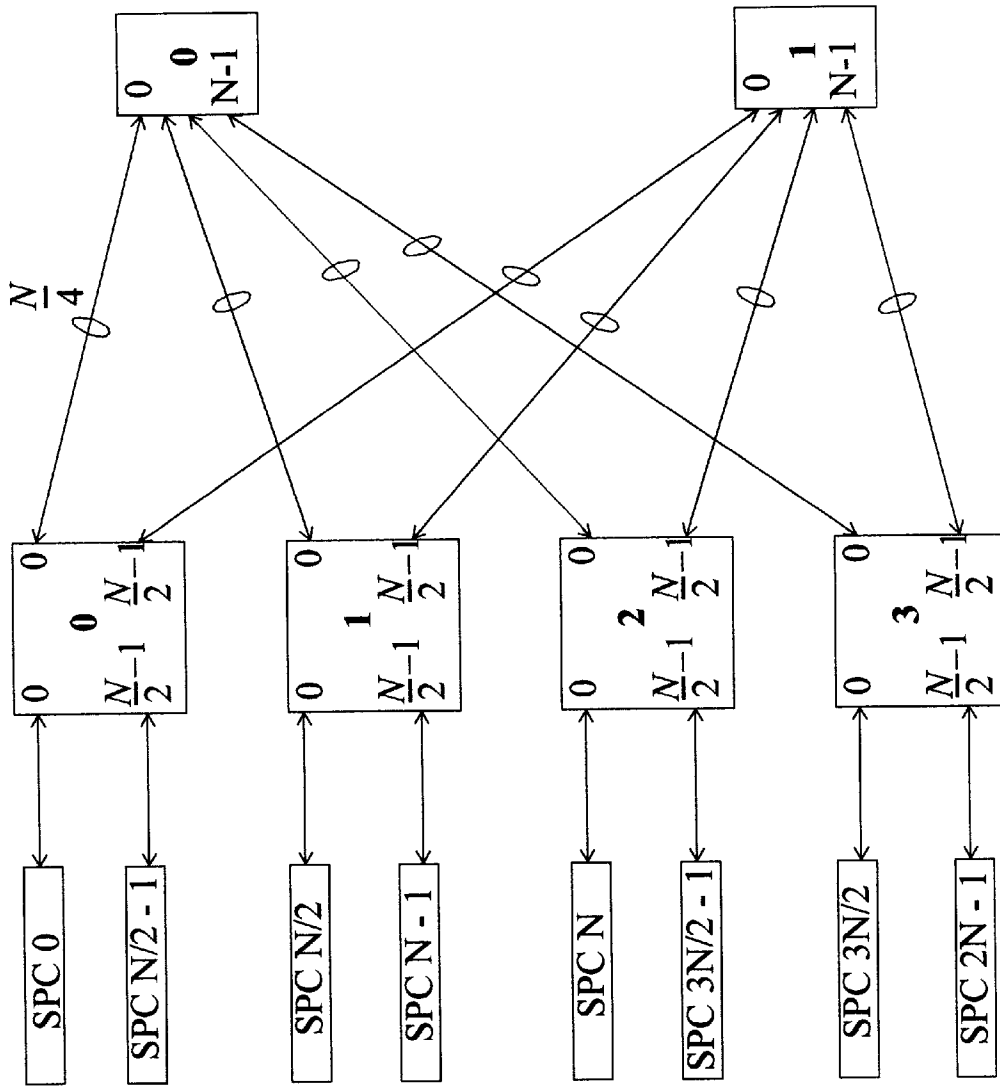 SPC 0
SPC N/2 - 1
SPC N/2
SPC N - 1
SPC N
SPC 3N/2 - 1
SPC 3N/2
SPC 2N - 1
0 0
0
N/2 -1 N/2 -1
0 0
1
N/2 -1 N/2 -1
0 0
2
N/2 -1 N/2 -1
0 0
3
N/2 -1 N/2 -1
N/4
0
0
N-1
0
1
N-1